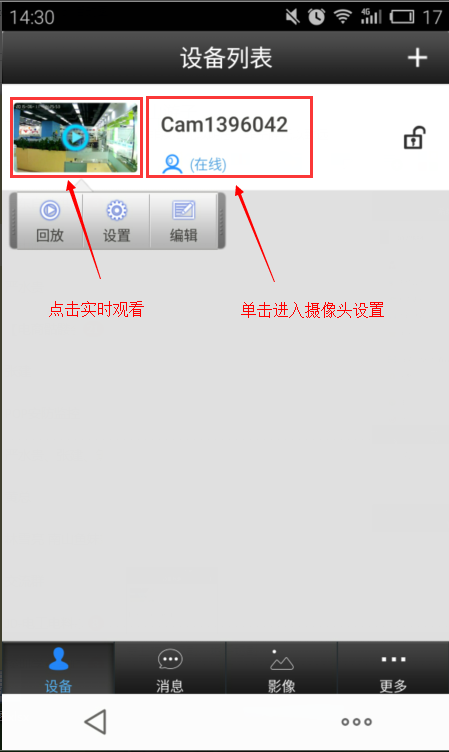 14:30
4G
17
设备列表
Cam1396042
(在线)
回放
设置
编辑
点击实时观看
单击进入摄像头设置
设备
消息
影像
更多